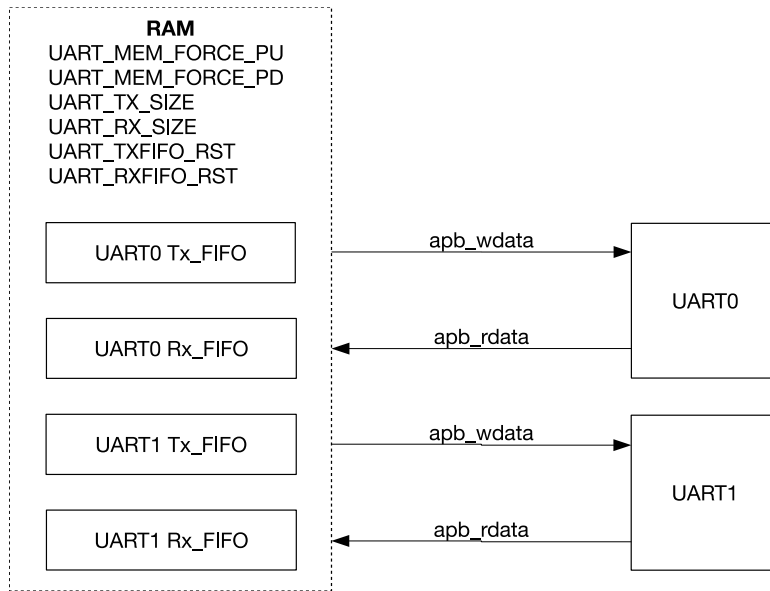 RAM
UART_MEM_FORCE_PU
UART_MEM_FORCE_PD
UART_TX_SIZE
UART_RX_SIZE
UART_TXFIFO_RST
UART_RXFIFO_RST
UART0 Tx_FIFO
apb_wdata
UART0
UART0 Rx_FIFO
apb_rdata
UART1 Tx_FIFO
apb_wdata
UART1
UART1 Rx_FIFO
apb_rdata